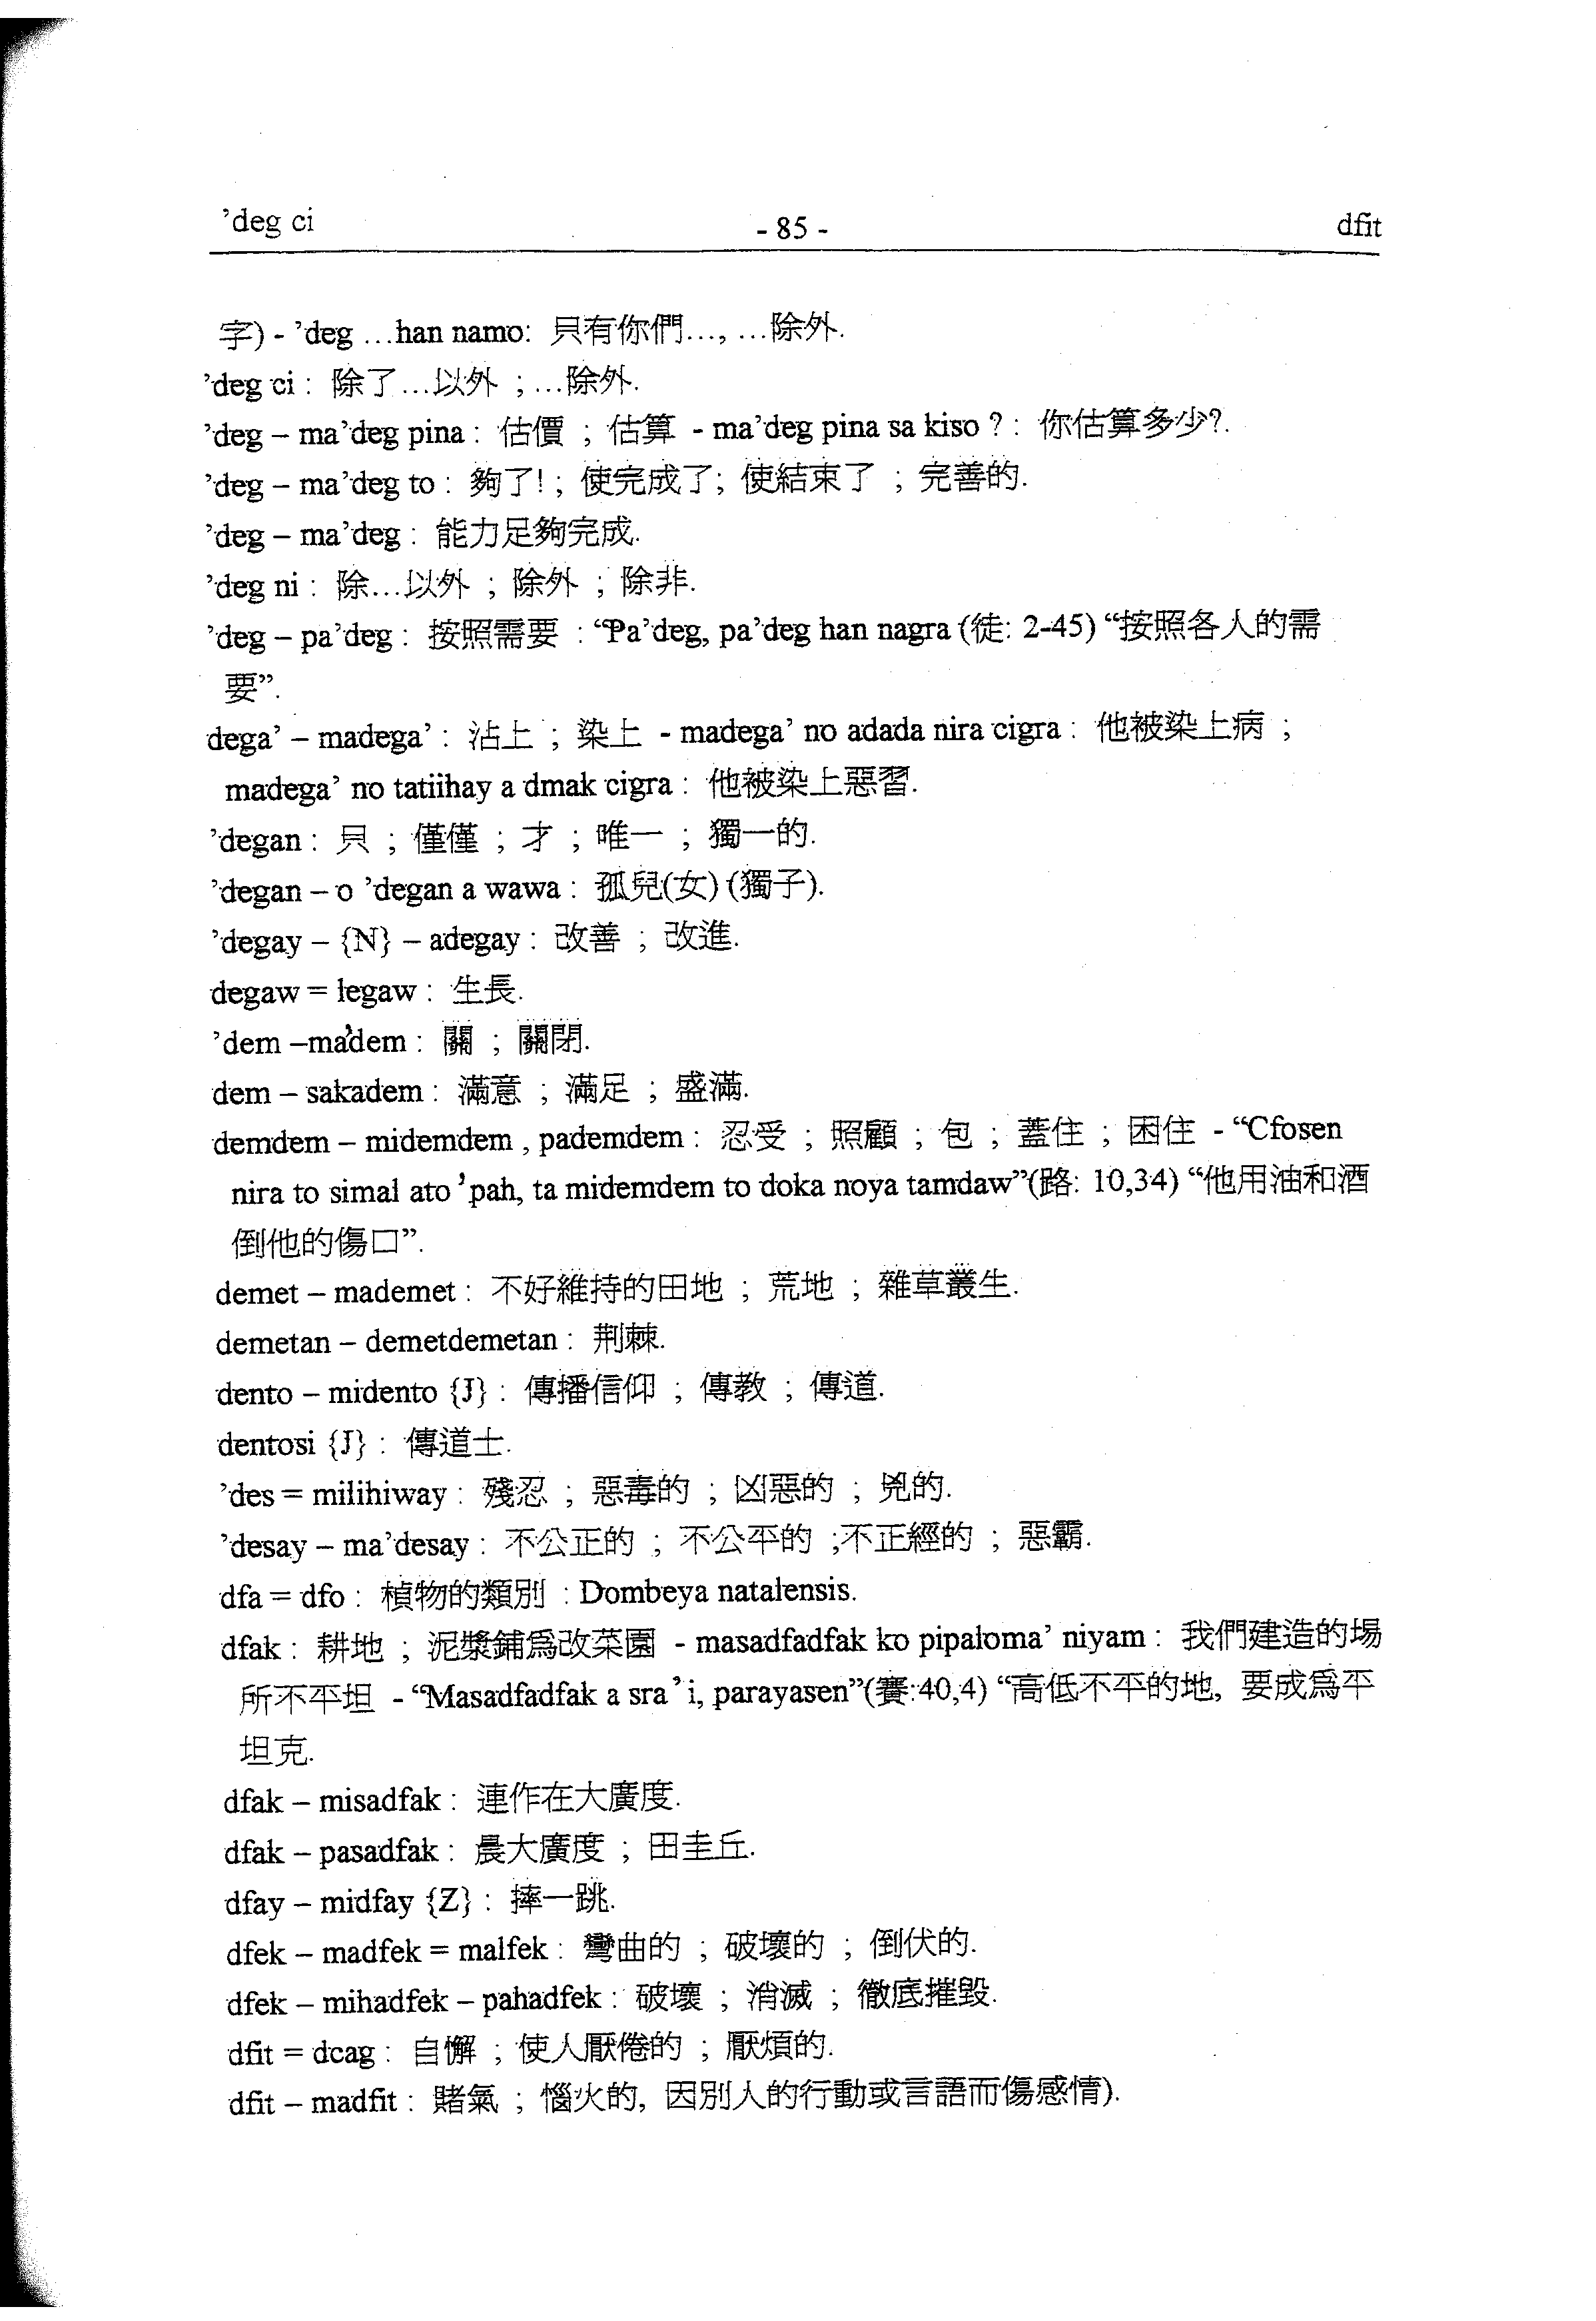 ’deg ci - 85 - dfit
字) - ’deg …han namo: 只有你們…, …除外.
’deg ci : 除了…以外 ; …除外.
’deg – ma’deg pina : 估價 ; 估算 - ma’deg pina sa kiso ? : 你估算多少?.
’deg – ma’deg to : 夠了! ; 使完成了; 使結束了 ; 完善的.
’deg – ma’deg : 能力足夠完成.
’deg ni : 除…以外 ; 除外 ; 除非.
’deg – pa’deg : 按照需要 : “Pa’deg, pa’deg han nagra (徒: 2-45) “按照各人的需
要”.
dega’ – madega’ : 沾上 ; 染上 - madega’ no adada nira cigra : 他被染上病 ;
madega’ no tatiihay a dmak cigra : 他被染上惡習.
’degan : 只 ; 僅僅 ; 才 ; 唯一 ; 獨一的.
’degan – o ’degan a wawa : 孤兒(女) (獨子).
’degay – {N} – adegay : 改善 ; 改進.
degaw = legaw : 生長.
’dem –ma’dem : 關 ; 關閉.
dem – sakadem : 滿意 ; 滿足 ; 盛滿.
demdem – midemdem , pademdem : 忍受 ; 照顧 ; 包 ; 蓋住 ; 困住 - “Cfosen
nira to simal ato ’pah, ta midemdem to doka noya tamdaw”(路: 10,34) “他用油和酒
倒他的傷口”.
demet – mademet : 不好維持的田地 ; 荒地 ; 雜草叢生.
demetan – demetdemetan : 荆棘.
dento – midento {J} : 傳播信仰 ; 傳教 ; 傳道.
dentosi {J} : 傳道士.
’des = milihiway : 殘忍 ; 惡毒的 ; 凶惡的 ; 兇的.
’desay – ma’desay : 不公正的 ; 不公平的 ;不正經的 ; 惡霸.
dfa = dfo : 植物的類別 : Dombeya natalensis.
dfak : 耕地 ; 泥漿鋪為改菜園 - masadfadfak ko pipaloma’ niyam : 我們建造的場
所不平坦 - “Masadfadfak a sra’ i, parayasen”(賽:40,4) “高低不平的地, 要成為平
坦克.
dfak – misadfak : 連作在大廣度.
dfak – pasadfak : 晨大廣度 ; 田圭丘.
dfay – midfay {Z} : 摔一跳.
dfek – madfek = malfek : 彎曲的 ; 破壞的 ; 倒伏的.
dfek – mihadfek – pahadfek : 破壞 ; 消滅 ; 徹底摧毀.
dfit = dcag : 自懈 ; 使人厭倦的 ; 厭煩的.
dfit – madfit : 賭氣 ; 惱火的, 因別人的行動或言語而傷感情).